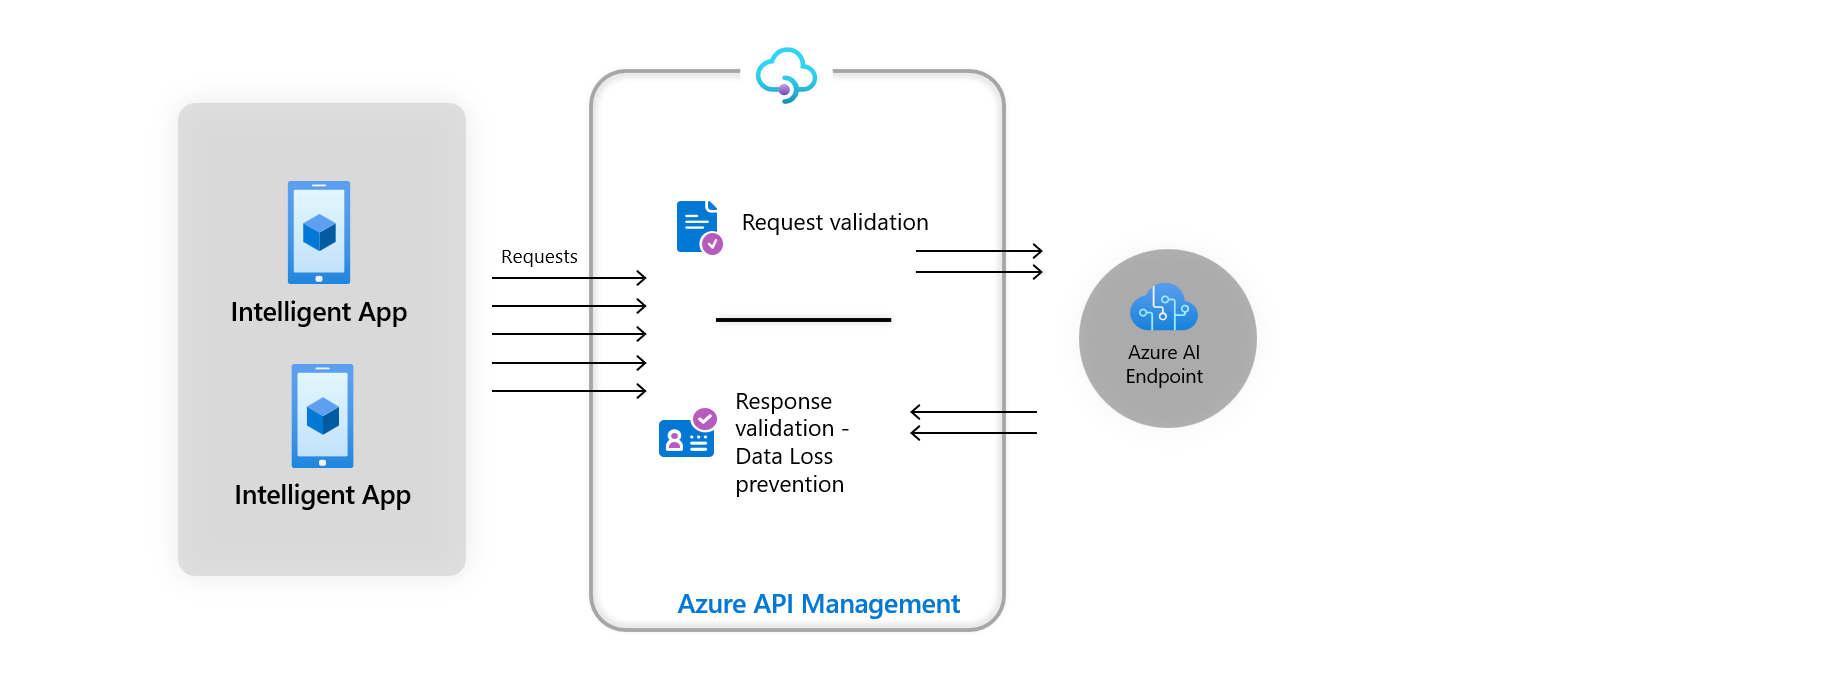 Intelligent App
Intelligent App
Requests
Request validation
Response
validation -
Data Loss
prevention
Azure API Management
Azure AI
Endpoint